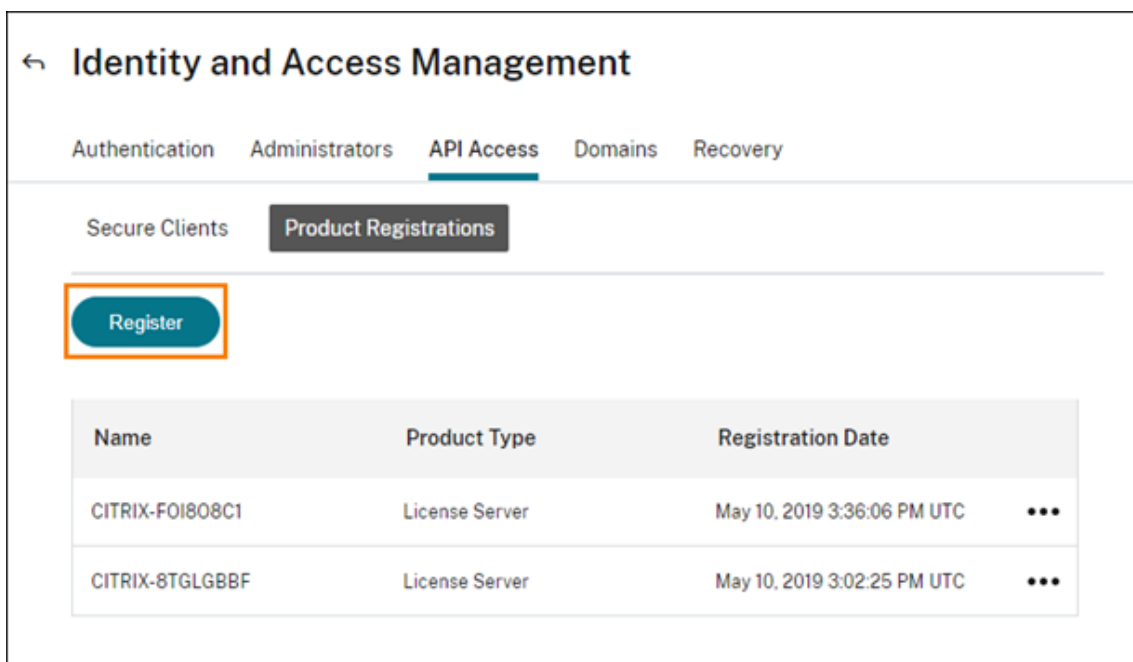 Identity and Access Management
Authentication Administrators API Access Domains Recovery
Secure Clients Product Registrations
Register
Name Product Type Registration Date
CITRIX-FOI8O8C1 License Server May 10, 2019 3:36:06 PM UTC
CITRIX-8TGLGBBF License Server May 10, 2019 3:02:25 PM UTC